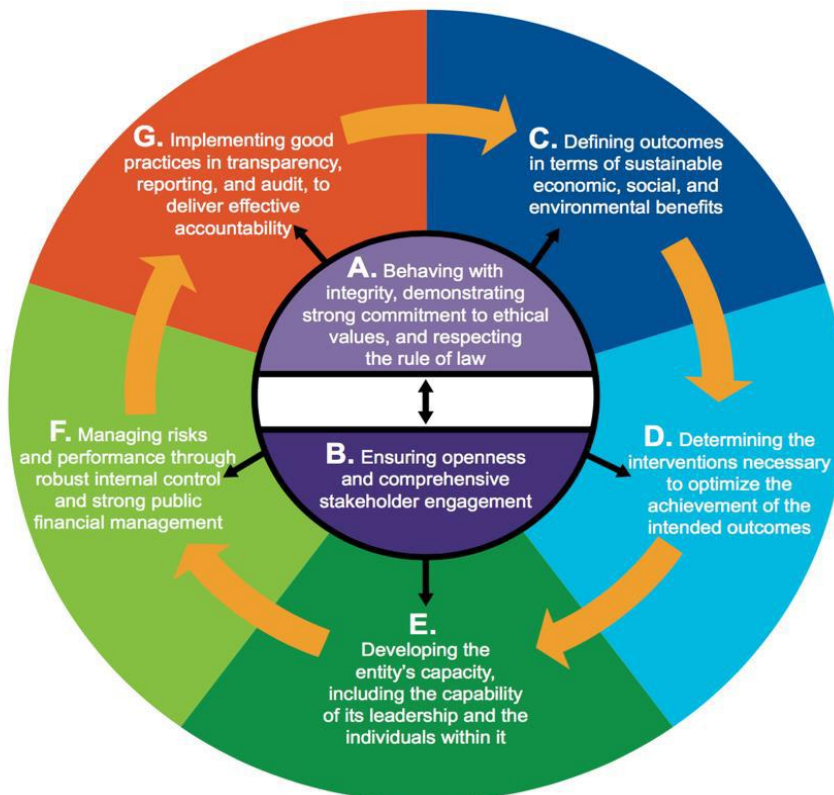 A. Behaving with
integrity, demonstrating
strong commitment to ethical
values, and respecting
the rule of law
B. Ensuring openness
and comprehensive
stakeholder engagement
C. Defining outcomes
in terms of sustainable
economic, social, and
environmental benefits
D. Determining the
interventions necessary
to optimize the
achievement of the
intended outcomes
E.
Developing the
entity's capacity,
including the capability
of its leadership and the
individuals within it
F. Managing risks
and performance through
robust internal control
and strong public
financial management
G. Implementing good
practices in transparency,
reporting, and audit, to
deliver effective
accountability